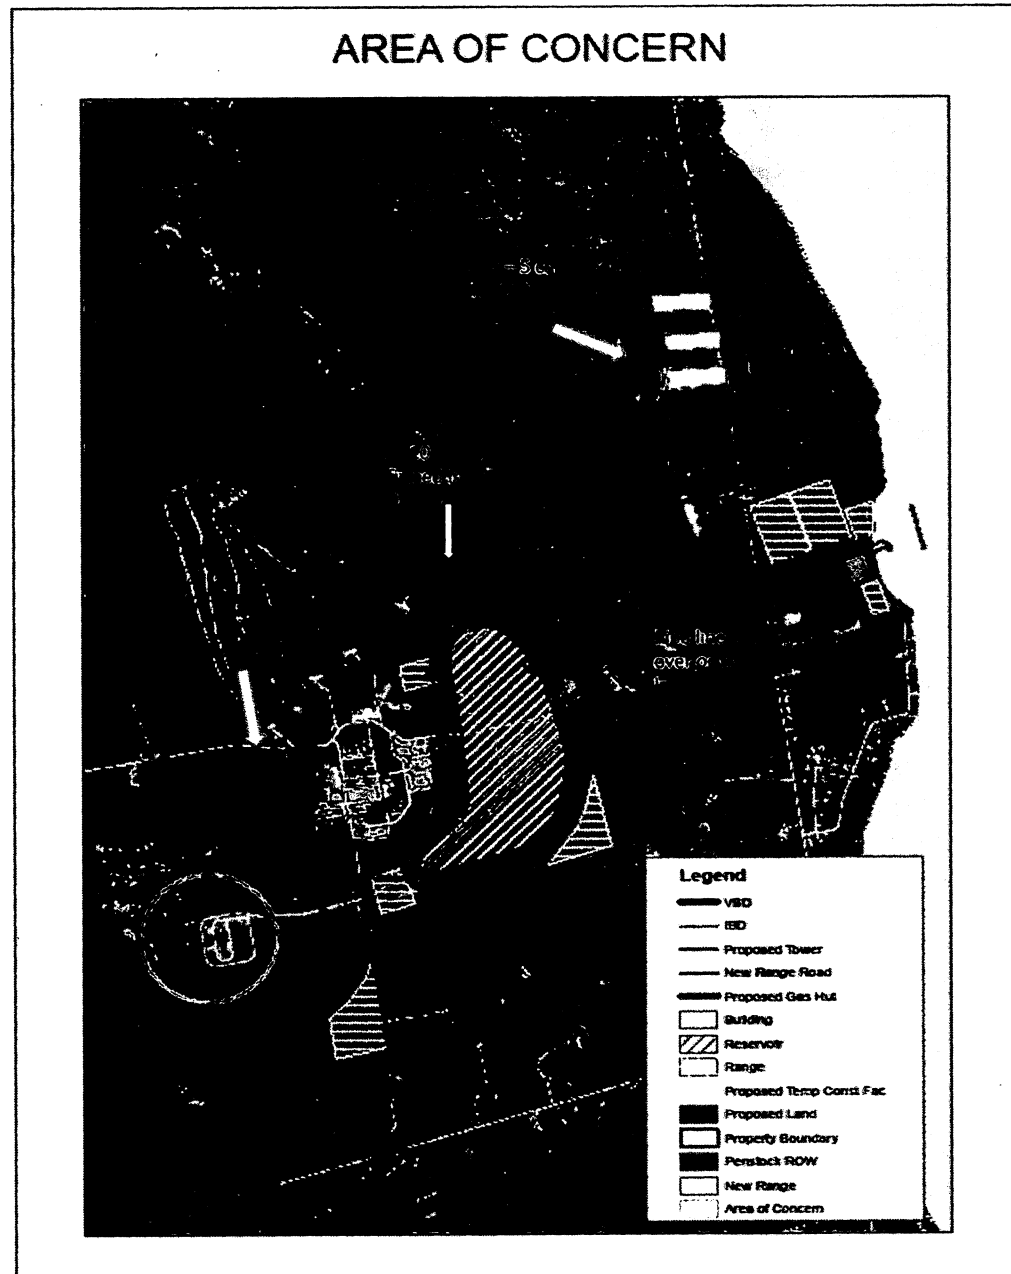 AREA OF CONCERN
Legend
VSD
IBD
Proposed Tower
New Range Road
Proposed Gas Hut
Building
Reservoir
Range
Proposed Temp Const Fac
Proposed Land
Property Boundary
Penstock ROW
New Range
Area of Concern